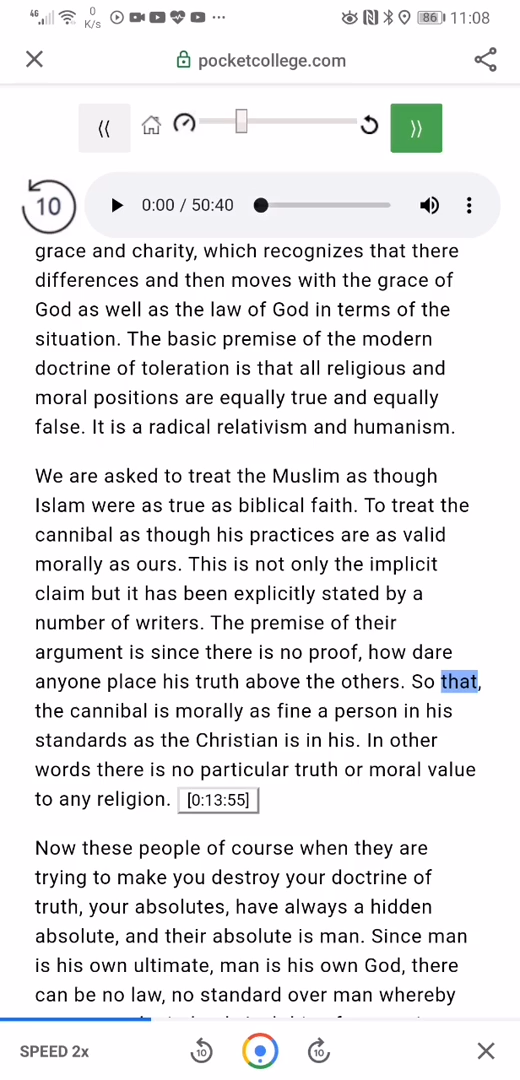 46 0 K/s ... 86 11:08
pocketcollege.com
⟨⟨ ⟩⟩
10 0:00 / 50:40
grace and charity, which recognizes that there
differences and then moves with the grace of
God as well as the law of God in terms of the
situation. The basic premise of the modern
doctrine of toleration is that all religious and
moral positions are equally true and equally
false. It is a radical relativism and humanism.
We are asked to treat the Muslim as though
Islam were as true as biblical faith. To treat the
cannibal as though his practices are as valid
morally as ours. This is not only the implicit
claim but it has been explicitly stated by a
number of writers. The premise of their
argument is since there is no proof, how dare
anyone place his truth above the others. So that,
the cannibal is morally as fine a person in his
standards as the Christian is in his. In other
words there is no particular truth or moral value
to any religion. [0:13:55]
Now these people of course when they are
trying to make you destroy your doctrine of
truth, your absolutes, have always a hidden
absolute, and their absolute is man. Since man
is his own ultimate, man is his own God, there
can be no law, no standard over man whereby
SPEED 2x 10 10